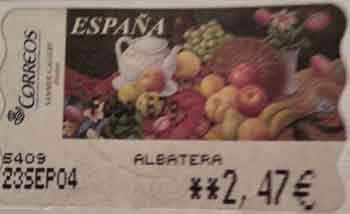 ESPAÑA
CORREOS
5409
ALBATERA
23SEP04
**2,47€